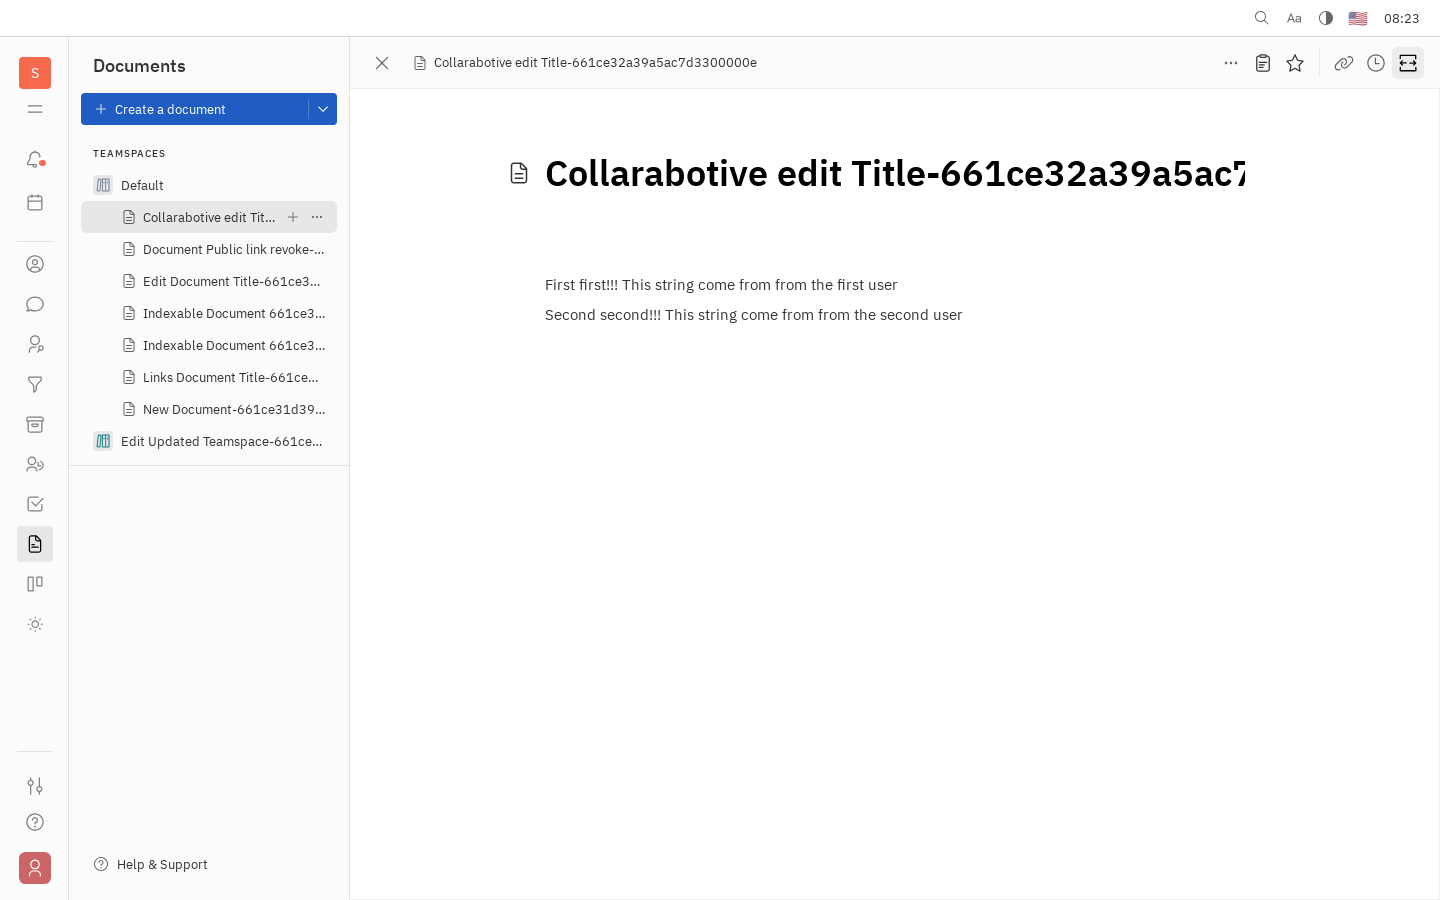 Aa
08:23
S
Documents
Create a document
TEAMSPACES
Default
Collarabotive edit Tit...
Document Public link revoke-...
Edit Document Title-661ce3...
Indexable Document 661ce3...
Indexable Document 661ce3...
Links Document Title-661ce...
New Document-661ce31d39...
Edit Updated Teamspace-661ce...
Help & Support
Collarabotive edit Title-661ce32a39a5ac7d3300000e
Collarabotive edit Title-661ce32a39a5ac7
First first!!! This string come from from the first user
Second second!!! This string come from from the second user